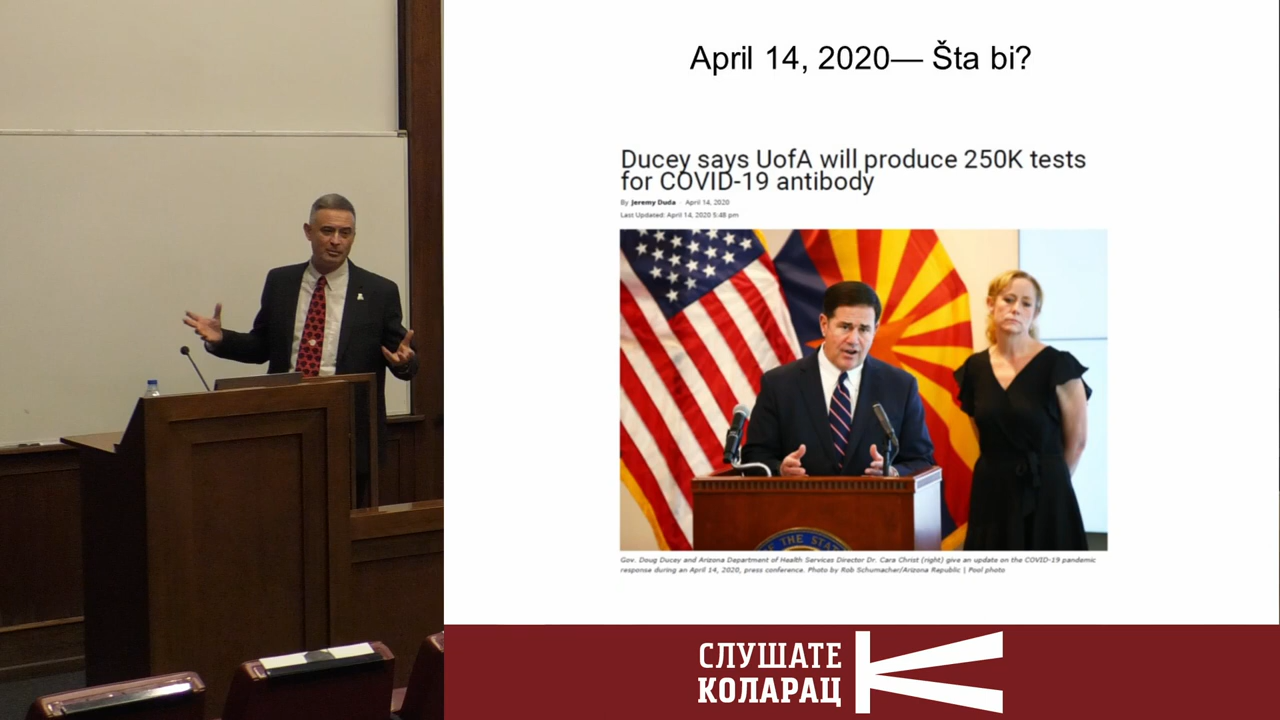 April 14, 2020— Šta bi?
Ducey says UofA will produce 250K tests
for COVID-19 antibody
By Jeremy Duda - April 14, 2020
Last Updated: April 14, 2020 5:48 pm
THE STA
Gov. Doug Ducey and Arizona Department of Health Services Director Dr. Cara Christ (right) give an update on the COVID-19 pandemic
response during an April 14, 2020, press conference. Photo by Rob Schumacher/Arizona Republic | Pool photo
СЛУШАТЕ
КОЛАРАЦ